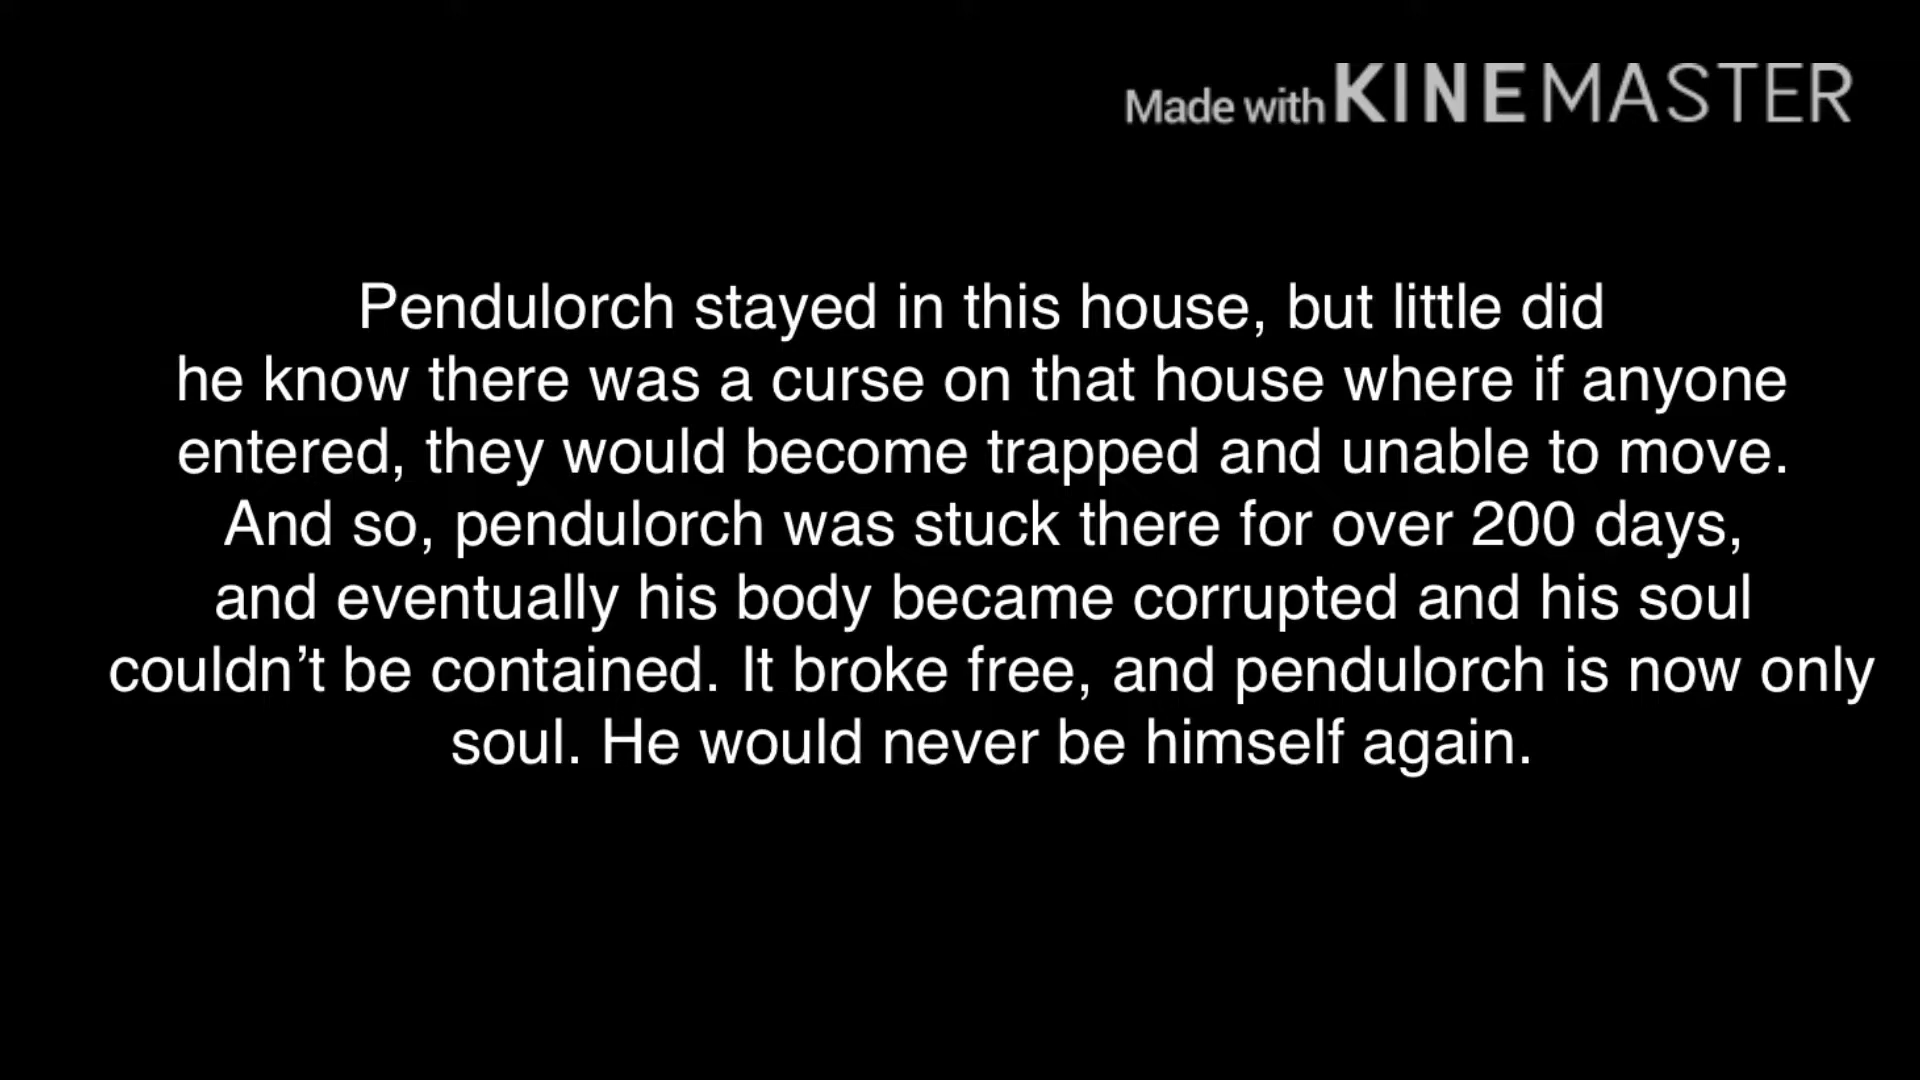 Made with KINEMASTER
Pendulorch stayed in this house, but little did
he know there was a curse on that house where if anyone
entered, they would become trapped and unable to move.
And so, pendulorch was stuck there for over 200 days,
and eventually his body became corrupted and his soul
couldn’t be contained. It broke free, and pendulorch is now only
soul. He would never be himself again.